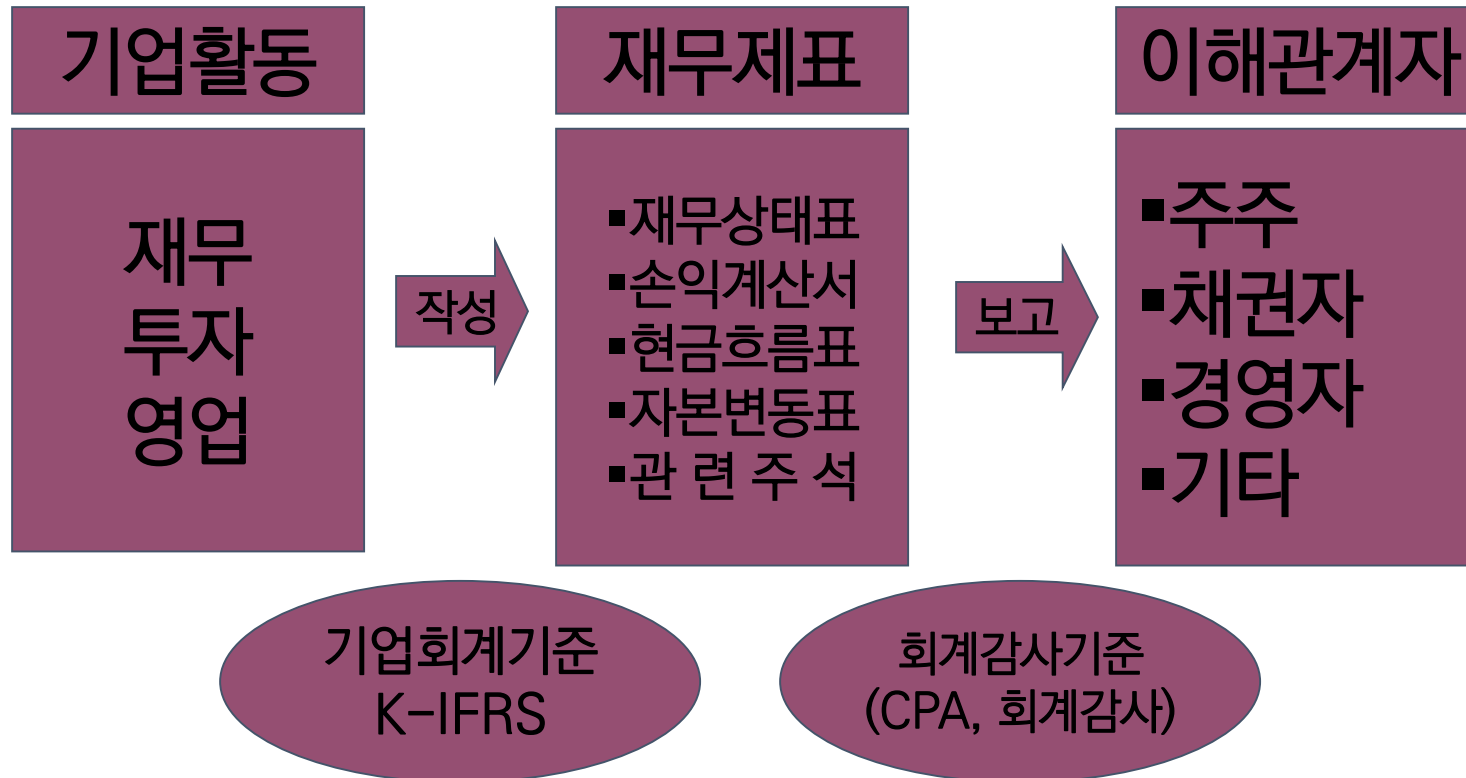 기업활동
재무
투자
영업
작성
재무제표
▪재무상태표
▪손익계산서
▪현금흐름표
▪자본변동표
▪관 련 주 석
보고
이해관계자
▪주주
▪채권자
▪경영자
▪기타
기업회계기준
K-IFRS
회계감사기준
(CPA, 회계감사)